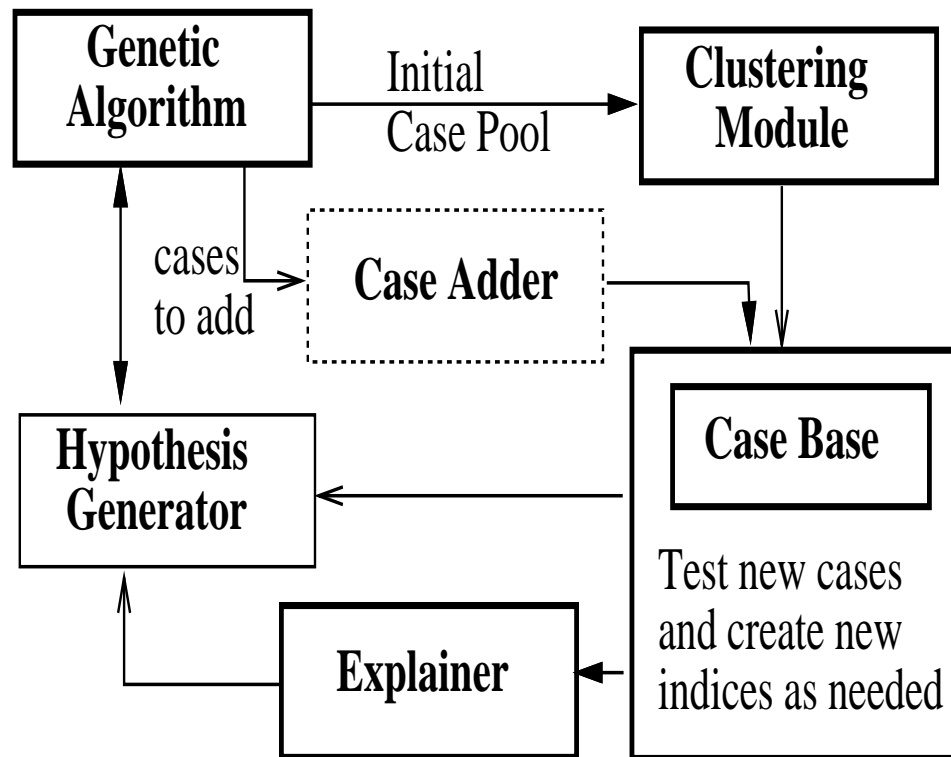 Genetic
Algorithm
Initial
Case Pool
Clustering
Module
cases
to add
Case Adder
Hypothesis
Generator
Case Base
Test new cases
and create new
indices as needed
Explainer